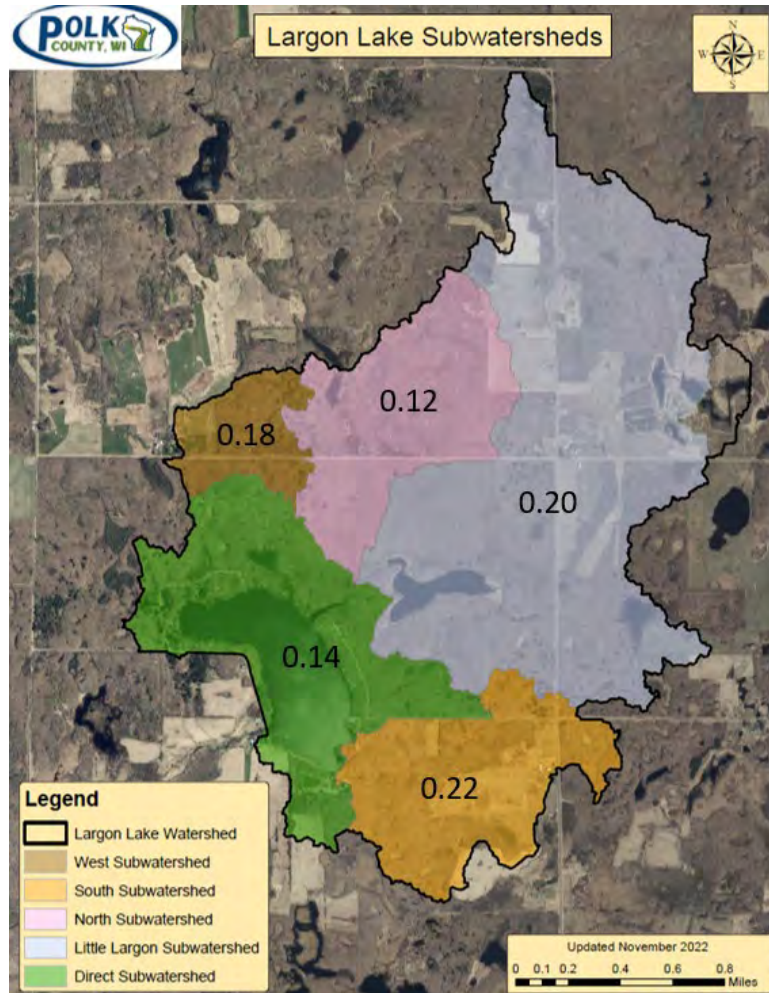 POLK
COUNTY, WI
Largon Lake Subwatersheds
N
W E
S
0.12
0.18
0.20
0.14
0.22
Legend
Largon Lake Watershed
West Subwatershed
South Subwatershed
North Subwatershed
Little Largon Subwatershed
Direct Subwatershed
Updated November 2022
0 0.1 0.2 0.4 0.6 0.8
Miles